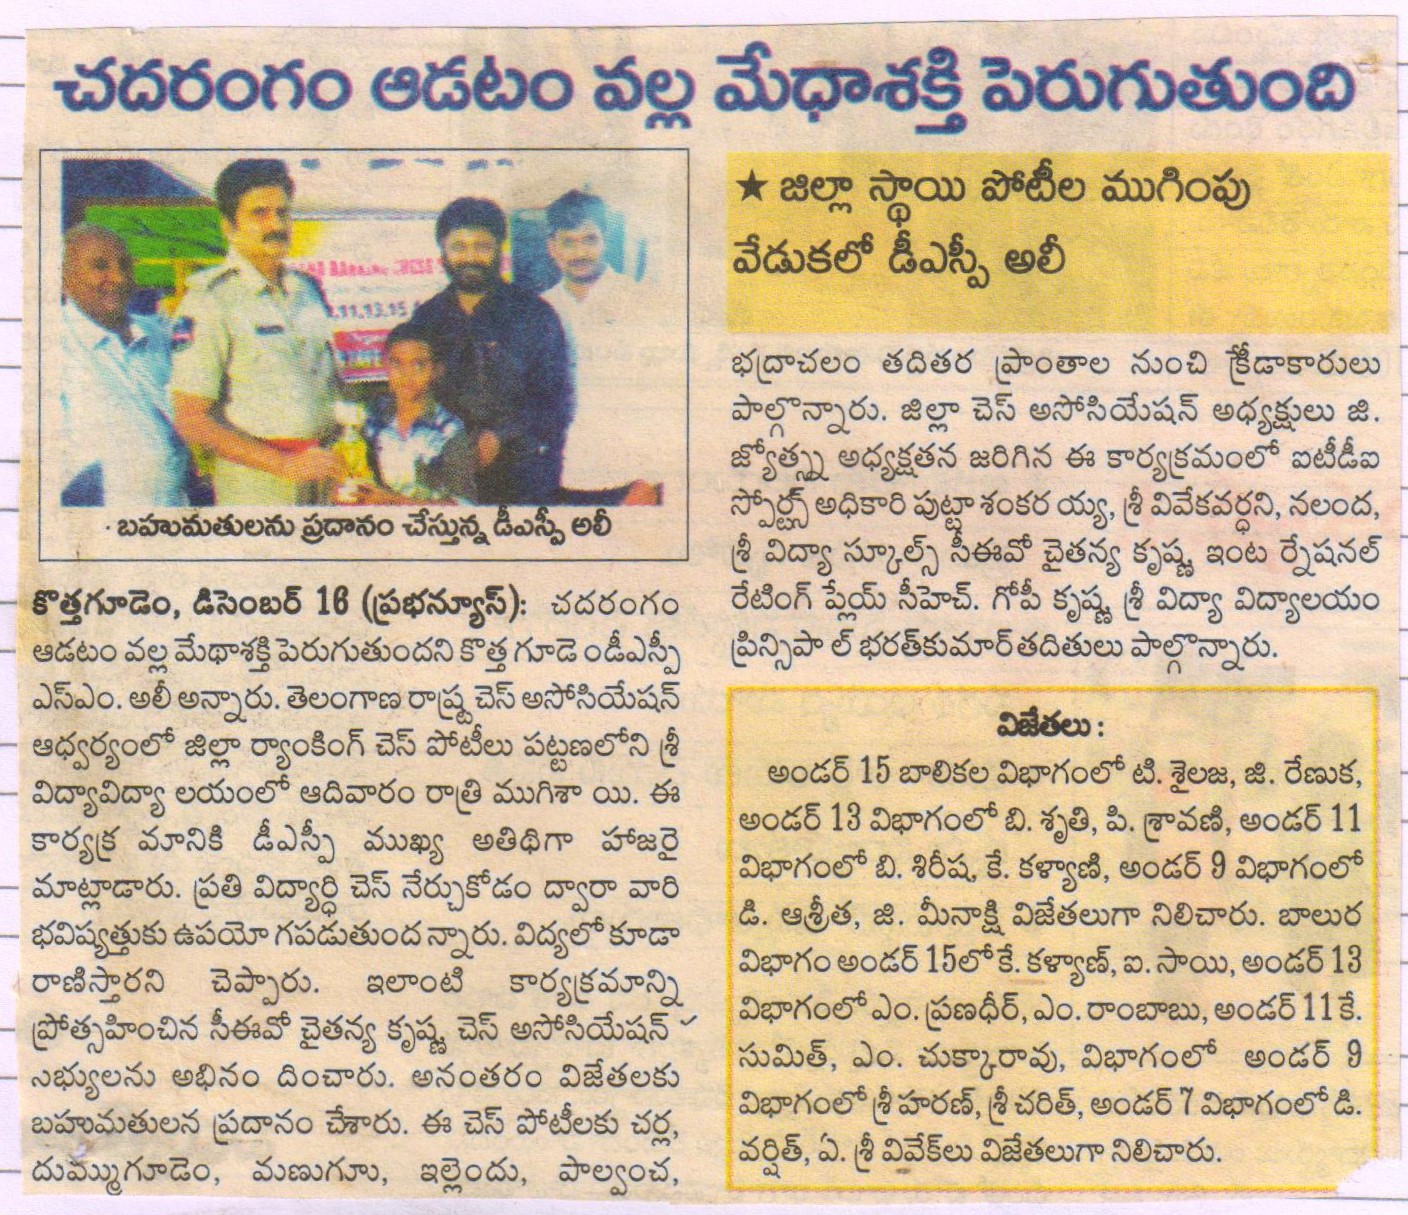 చదరంగం ఆడటం వల్ల మేధాశక్తి పెరుగుతుంది
.11,13,15
బహుమతులను ప్రదానం చేస్తున్న డీఎస్పీ అలీ
★ జిల్లా స్థాయి పోటీల ముగింపు
వేడుకలో డీఎస్పీ అలీ
కొత్తగూడెం, డిసెంబర్ 16 (ప్రభన్యూస్): చదరంగం
ఆడటం వల్ల మేథాశక్తి పెరుగుతుందని కొత్త గూడెం డీఎస్పీ
ఎస్ఎం. అలీ అన్నారు. తెలంగాణ రాష్ట్ర చెస్ అసోసియేషన్
ఆధ్వర్యంలో జిల్లా ర్యాంకింగ్ చెస్ పోటీలు పట్టణలోని శ్రీ
విద్యావిద్యా లయంలో ఆదివారం రాత్రి ముగిశా యి. ఈ
కార్యక్ర మానికి డీఎస్పీ ముఖ్య అతిథిగా హాజరై
మాట్లాడారు. ప్రతి విద్యార్ధి చెస్ నేర్చుకోడం ద్వారా వారి
భవిష్యత్తుకు ఉపయో గపడుతుంద న్నారు. విద్యలో కూడా
రాణిస్తారని చెప్పారు. ఇలాంటి కార్యక్రమాన్ని
ప్రోత్సహించిన సీఈవో చైతన్య కృష్ణ చెస్ అసోసియేషన్
సభ్యులను అభినం దించారు. అనంతరం విజేతలకు
బహుమతులన ప్రదానం చేశారు. ఈ చెస్ పోటీలకు చర్ల,
దుమ్ముగూడెం, మణుగూ, ఇల్లెందు, పాల్వంచ,
భద్రాచలం తదితర ప్రాంతాల నుంచి క్రీడాకారులు
పాల్గొన్నారు. జిల్లా చెస్ అసోసియేషన్ అధ్యక్షులు జి.
జ్యోత్స్న అధ్యక్షతన జరిగిన ఈ కార్యక్రమంలో ఐటీడీఐ
స్పోర్ట్స్ అధికారి పుట్టా శంకర య్య, శ్రీ వివేకవర్ధని, నలంద,
శ్రీ విద్యా స్కూల్స్ సీఈవో చైతన్య కృష్ణ ఇంట ర్నేషనల్
రేటింగ్ ప్లేయ్ సీహెచ్. గోపీ కృష్ణ శ్రీ విద్యా విద్యాలయం
ప్రిన్సిపా ల్ భరత్‌కుమార్ తదితులు పాల్గొన్నారు.
విజేతలు :
అండర్ 15 బాలికల విభాగంలో టి. శైలజ, జి. రేణుక,
అండర్ 13 విభాగంలో బి. శృతి, పి. శ్రావణి, అండర్ 11
విభాగంలో బి. శిరీష, కే. కళ్యాణి, అండర్ 9 విభాగంలో
డి. ఆశ్రీత, జి. మీనాక్షి విజేతలుగా నిలిచారు. బాలుర
విభాగం అండర్ 15లో కే. కళ్యాణ్, ఐ. సాయి, అండర్ 13
విభాగంలో ఎం. ప్రణధీర్, ఎం. రాంబాబు, అండర్ 11 కే.
సుమిత్, ఎం. చుక్కారావు, విభాగంలో అండర్ 9
విభాగంలో శ్రీ హరణ్, శ్రీ చరిత్, అండర్ 7 విభాగంలో డి.
వర్షిత్, ఏ. శ్రీ వివేక్‌లు విజేతలుగా నిలిచారు.